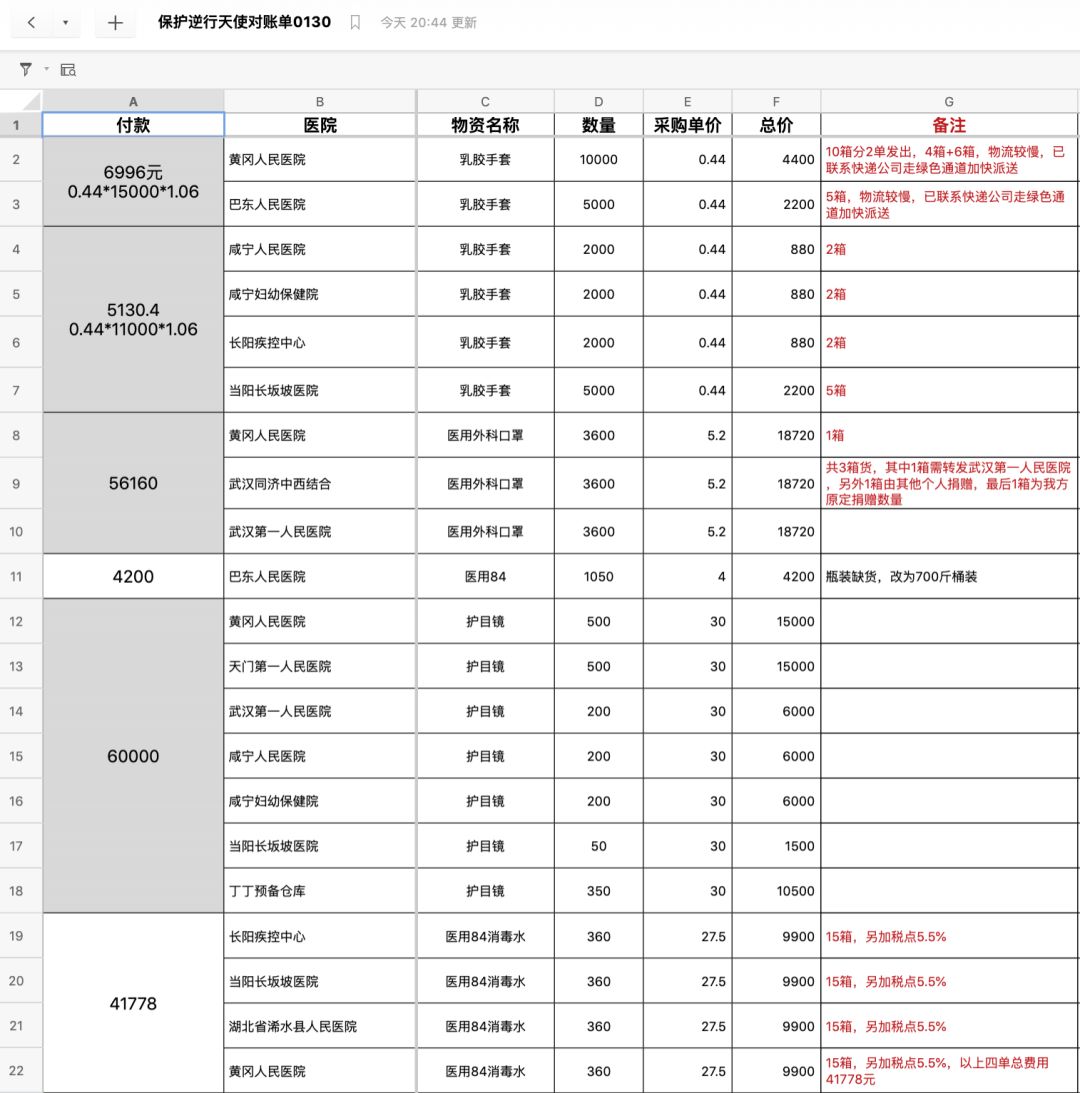 保护逆行天使对账单0130 今天 20:44 更新
A B C D E F G
1 付款 医院 物资名称 数量 采购单价 总价 备注
6996元
0.44*15000*1.06
2 黄冈人民医院 乳胶手套 10000 0.44 4400 10箱分2单发出，4箱+6箱，物流较慢，已
联系快递公司走绿色通道加快派送
3 巴东人民医院 乳胶手套 5000 0.44 2200 5箱，物流较慢，已联系快递公司走绿色通
道加快派送
5130.4
0.44*11000*1.06
4 咸宁人民医院 乳胶手套 2000 0.44 880 2箱
5 咸宁妇幼保健院 乳胶手套 2000 0.44 880 2箱
6 长阳疾控中心 乳胶手套 2000 0.44 880 2箱
7 当阳长坂坡医院 乳胶手套 5000 0.44 2200 5箱
56160
8 黄冈人民医院 医用外科口罩 3600 5.2 18720 1箱
9 武汉同济中西结合 医用外科口罩 3600 5.2 18720 共3箱货，其中1箱需转发武汉第一人民医院
，另外1箱由其他个人捐赠，最后1箱为我方
原定捐赠数量
10 武汉第一人民医院 医用外科口罩 3600 5.2 18720
11 4200 巴东人民医院 医用84 1050 4 4200 瓶装缺货，改为700斤桶装
60000
12 黄冈人民医院 护目镜 500 30 15000
13 天门第一人民医院 护目镜 500 30 15000
14 武汉第一人民医院 护目镜 200 30 6000
15 咸宁人民医院 护目镜 200 30 6000
16 咸宁妇幼保健院 护目镜 200 30 6000
17 当阳长坂坡医院 护目镜 50 30 1500
18 丁丁预备仓库 护目镜 350 30 10500
41778
19 长阳疾控中心 医用84消毒水 360 27.5 9900 15箱，另加税点5.5%
20 当阳长坂坡医院 医用84消毒水 360 27.5 9900 15箱，另加税点5.5%
21 湖北省浠水县人民医院 医用84消毒水 360 27.5 9900 15箱，另加税点5.5%
22 黄冈人民医院 医用84消毒水 360 27.5 9900 15箱，另加税点5.5%，以上四单总费用
41778元